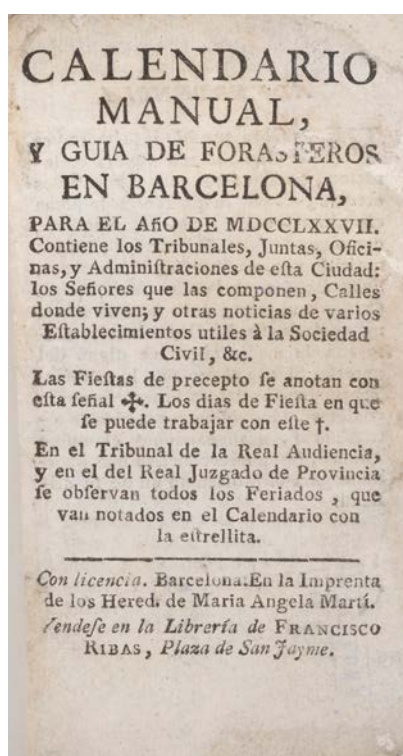 CALENDARIO
MANUAL,
Y GUIA DE FORASTEROS
EN BARCELONA,
PARA EL AñO DE MDCCLXXVII.
Contiene los Tribunales, Juntas, Ofici-
nas, y Adminiſtraciones de eſta Ciudad:
los Señores que las componen, Calles
donde viven; y otras noticias de varios
Eſtablecimientos utiles à la Sociedad
Civil, &c.
Las Fieſtas de precepto ſe anotan con
eſta ſeñal ✤. Los dias de Fieſta en que
ſe puede trabajar con eſte †.
En el Tribunal de la Real Audiencia,
y en el del Real Juzgado de Provincia
ſe obſervan todos los Feriados, que
van notados en el Calendario con
la eſtrellita.
Con licencia. Barcelona. En la Imprenta
de los Hered. de Maria Angela Martí.
Vendeſe en la Librería de FRANCISCO
RIBAS, Plaza de San Jayme.